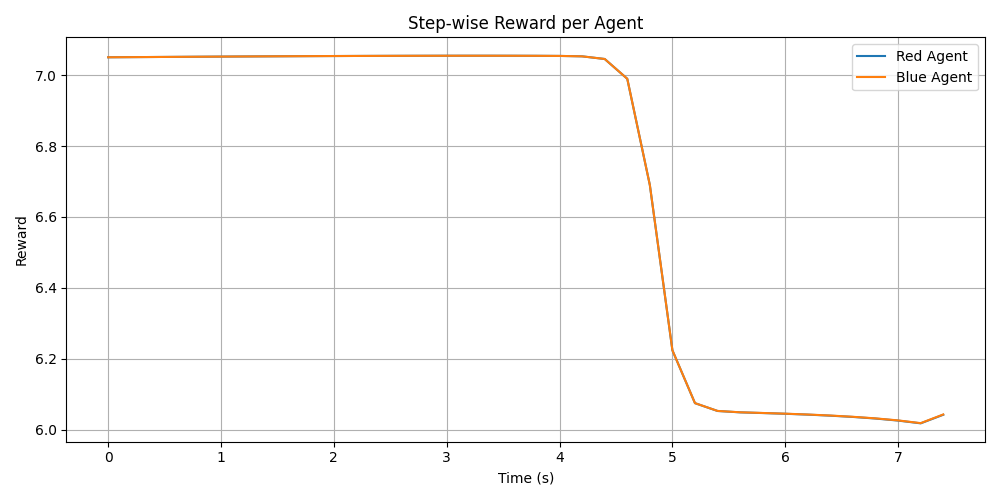 Step-wise Reward per Agent
Red Agent
Blue Agent
7.0
6.8
6.6
6.4
6.2
6.0
Reward
0 1 2 3 4 5 6 7
Time (s)